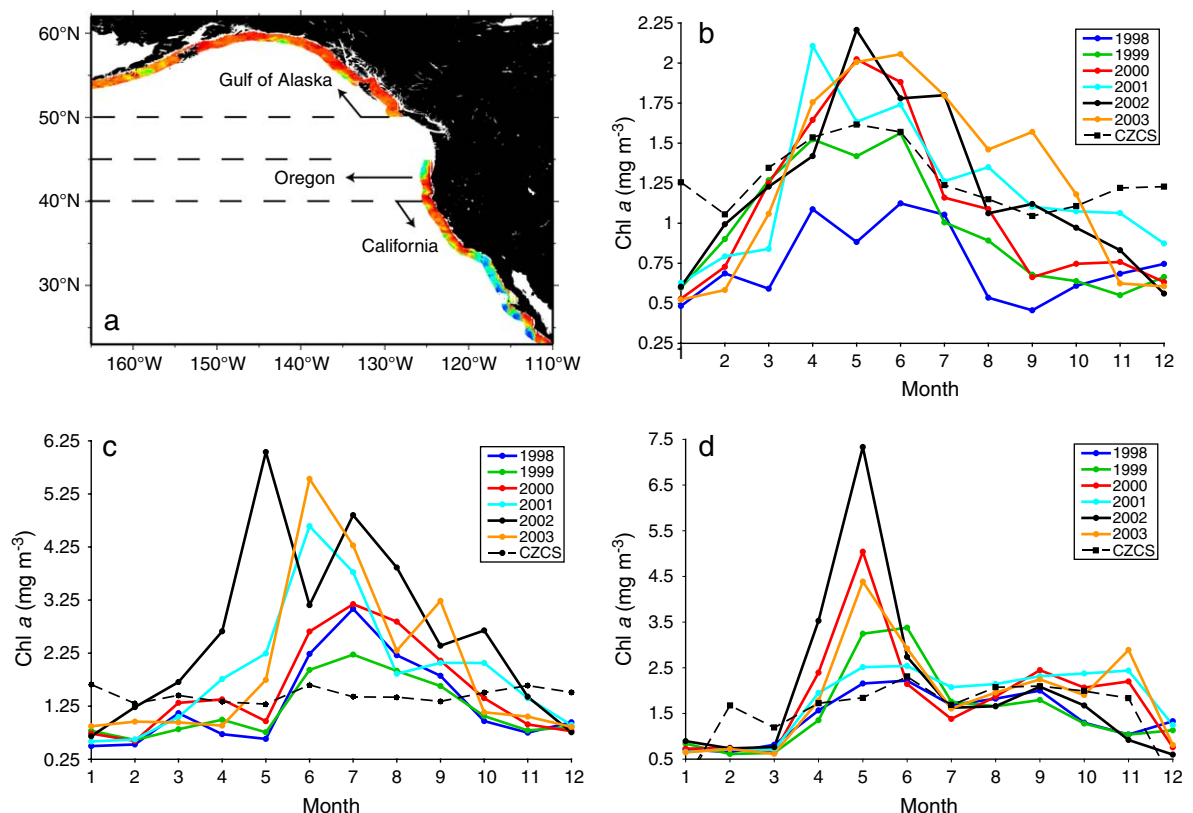 60°N
50°N
40°N
30°N
Gulf of Alaska
Oregon
California
a
160°W 150°W 140°W 130°W 120°W 110°W
b
2.25
2
1.75
1.5
1.25
1
0.75
0.5
0.25
Chl a (mg m⁻³)
1998
1999
2000
2001
2002
2003
CZCS
2 3 4 5 6 7 8 9 10 11 12
Month
c
6.25
5.25
4.25
3.25
2.25
1.25
0.25
Chl a (mg m⁻³)
1998
1999
2000
2001
2002
2003
CZCS
1 2 3 4 5 6 7 8 9 10 11 12
Month
d
7.5
6.5
5.5
4.5
3.5
2.5
1.5
0.5
Chl a (mg m⁻³)
1998
1999
2000
2001
2002
2003
CZCS
1 2 3 4 5 6 7 8 9 10 11 12
Month